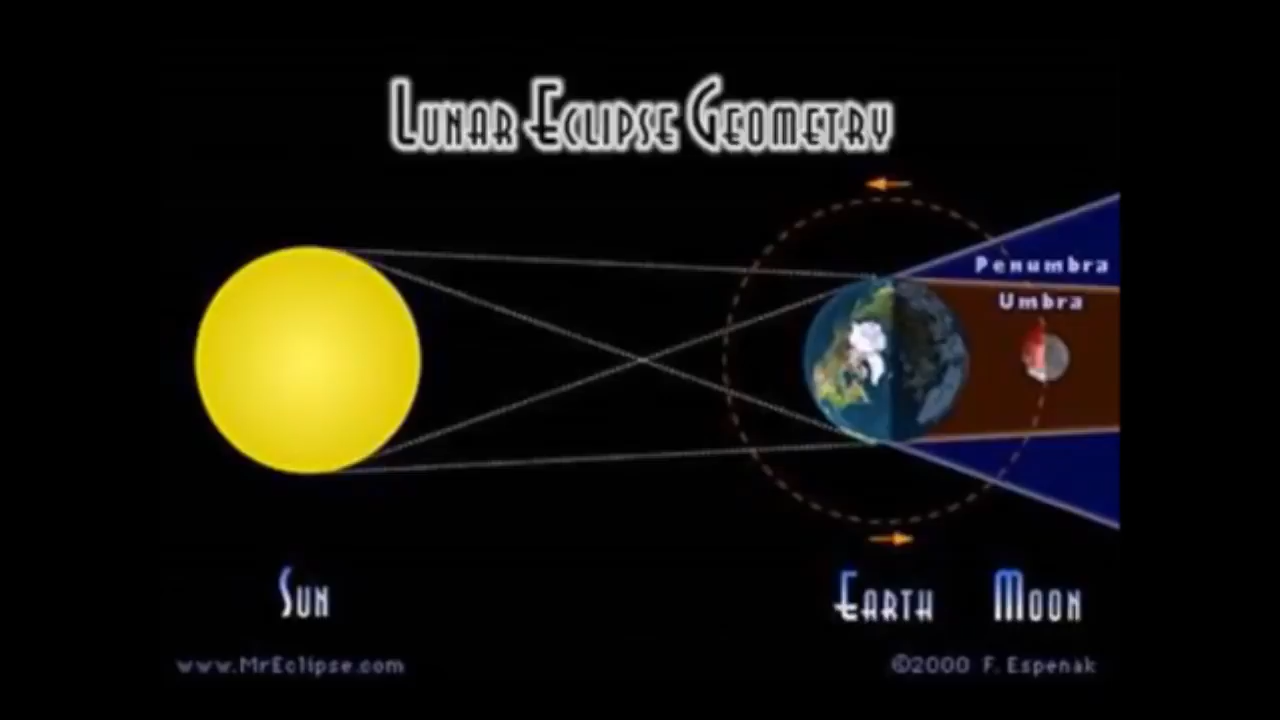 Lunar Eclipse Geometry
Penumbra
Umbra
Sun
Earth
Moon
www.MrEclipse.com
©2000 F. Espenak